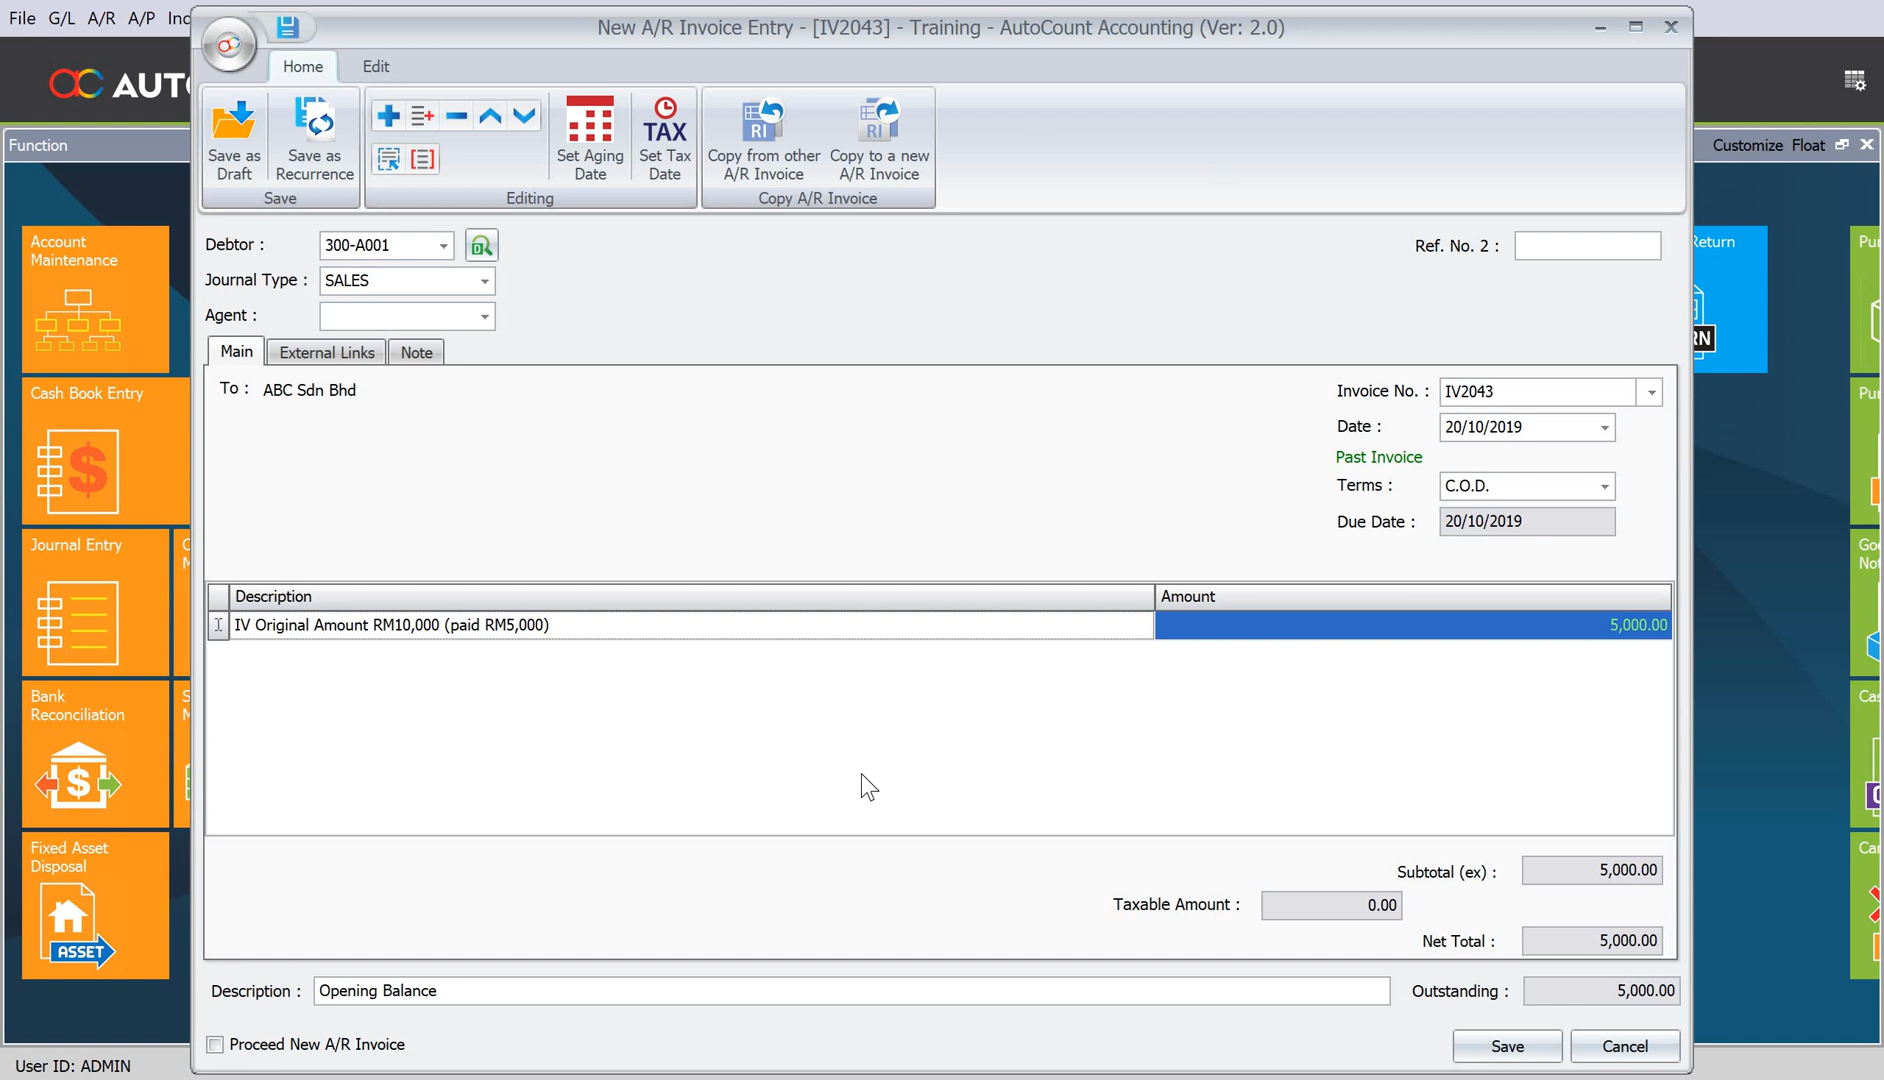 File G/L A/R A/P
New A/R Invoice Entry - [IV2043] - Training - AutoCount Accounting (Ver: 2.0)
Home Edit
Save as Draft
Save as Recurrence
Set Aging Date
TAX
Set Tax Date
RI
Copy from other A/R Invoice
RI
Copy to a new A/R Invoice
Save Editing Copy A/R Invoice
Function
Customize Float
Debtor : 300-A001
Ref. No. 2 :
Journal Type : SALES
Agent :
Main External Links Note
To : ABC Sdn Bhd
Invoice No. : IV2043
Date : 20/10/2019
Past Invoice
Terms : C.O.D.
Due Date : 20/10/2019
Description Amount
IV Original Amount RM10,000 (paid RM5,000) 5,000.00
Subtotal (ex) : 5,000.00
Taxable Amount : 0.00
Net Total : 5,000.00
Description : Opening Balance
Outstanding : 5,000.00
Proceed New A/R Invoice
Save Cancel
Account
Maintenance
Cash Book Entry
Journal Entry
Bank
Reconciliation
Fixed Asset
Disposal
ASSET
Return
User ID: ADMIN